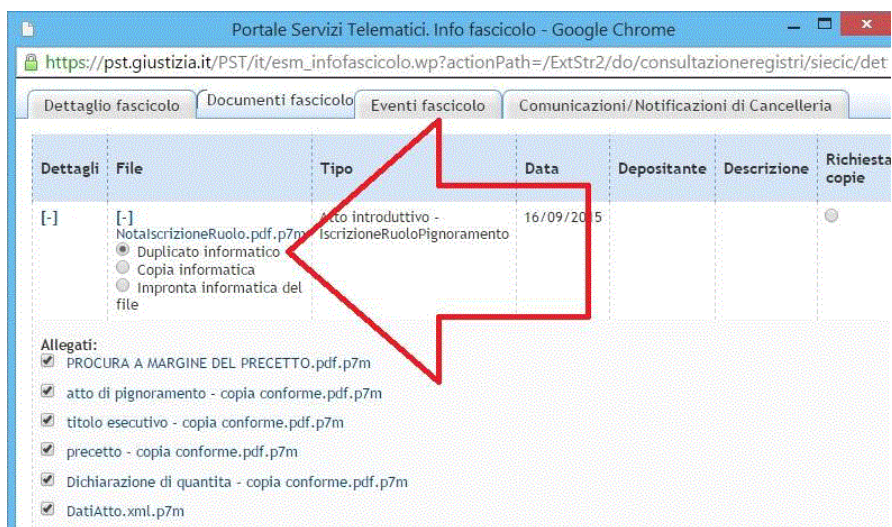 Portale Servizi Telematici. Info fascicolo - Google Chrome
https://pst.giustizia.it/PST/it/esm_infofascicolo.wp?actionPath=/ExtStr2/do/consultazioneregistri/siecic/det
Dettaglio fascicolo Documenti fascicolo Eventi fascicolo Comunicazioni/Notificazioni di Cancelleria
Dettagli File Tipo Data Depositante Descrizione Richiesta copie
[-] [-] Atto introduttivo - 16/09/2015
NotaIscrizioneRuolo.pdf.p7m IscrizioneRuoloPignoramento
Duplicato informatico
Copia informatica
Impronta informatica del
file
Allegati:
PROCURA A MARGINE DEL PRECETTO.pdf.p7m
atto di pignoramento - copia conforme.pdf.p7m
titolo esecutivo - copia conforme.pdf.p7m
precetto - copia conforme.pdf.p7m
Dichiarazione di quantita - copia conforme.pdf.p7m
DatiAtto.xml.p7m